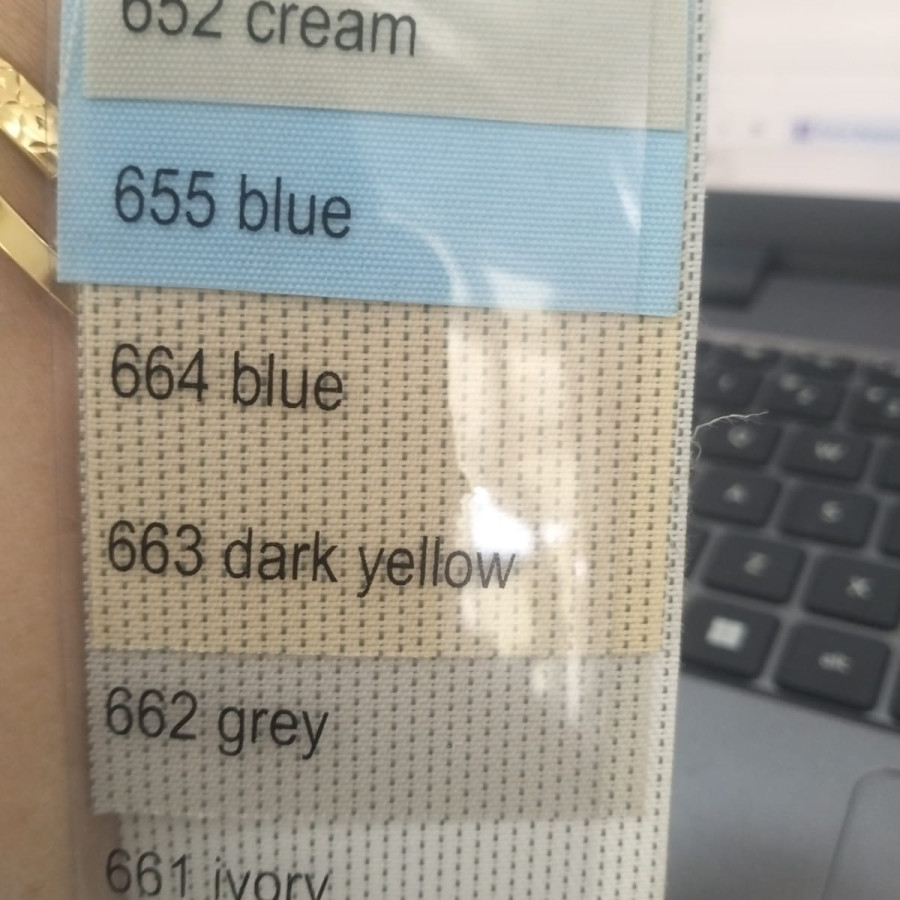 652 cream
655 blue
664 blue
663 dark yellow
662 grey
661 ivory